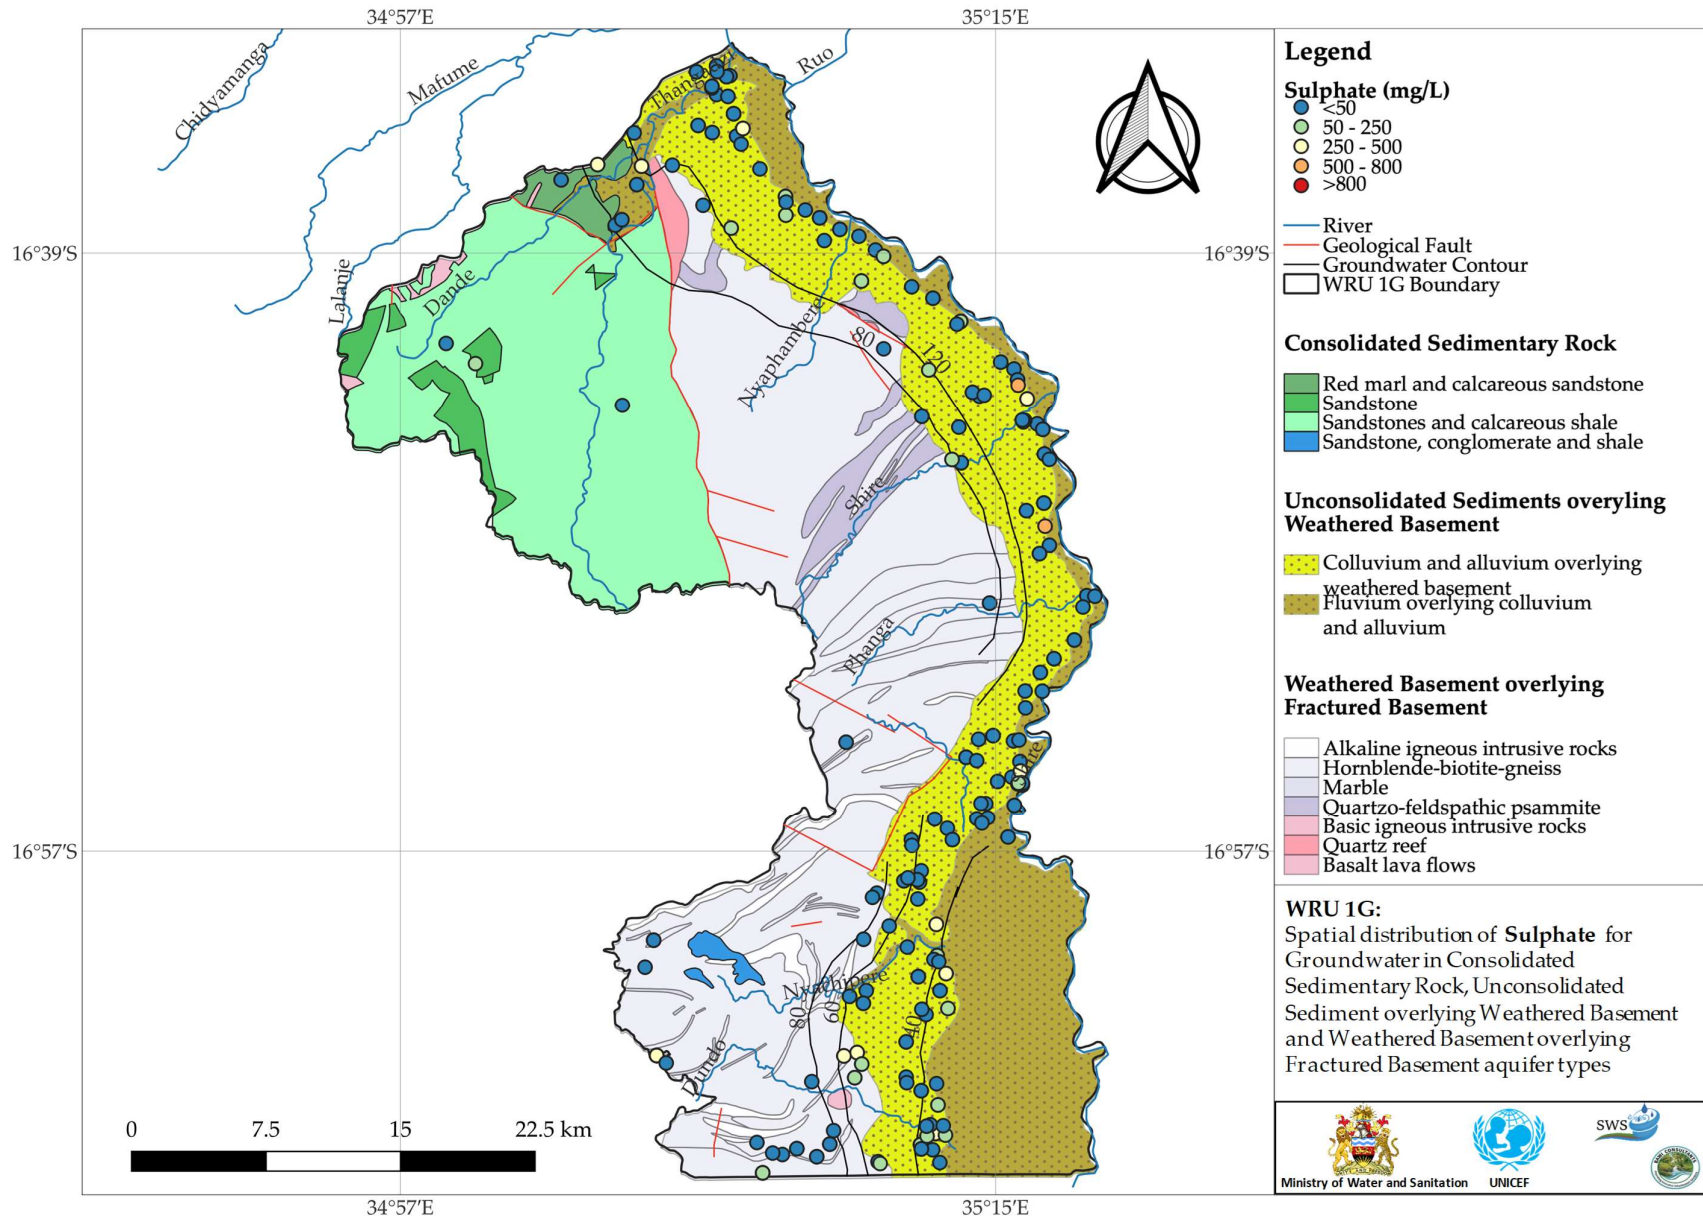 34°57′E
35°15′E
Chidyamanga
Mafume
Ruo
16°39′S
16°39′S
Lalanje
Dande
Nyaphambere
80
120
Shire
Phanga
16°57′S
16°57′S
Nyachipere
80
60
40
Dundo
0 7.5 15 22.5 km
34°57′E
35°15′E
Legend
Sulphate (mg/L)
<50
50 - 250
250 - 500
500 - 800
>800
River
Geological Fault
Groundwater Contour
WRU 1G Boundary
Consolidated Sedimentary Rock
Red marl and calcareous sandstone
Sandstone
Sandstones and calcareous shale
Sandstone, conglomerate and shale
Unconsolidated Sediments overyling
Weathered Basement
Colluvium and alluvium overlying
weathered basement
Fluvium overlying colluvium
and alluvium
Weathered Basement overlying
Fractured Basement
Alkaline igneous intrusive rocks
Hornblende-biotite-gneiss
Marble
Quartzo-feldspathic psammite
Basic igneous intrusive rocks
Quartz reef
Basalt lava flows
WRU 1G:
Spatial distribution of Sulphate for
Groundwater in Consolidated
Sedimentary Rock, Unconsolidated
Sediment overlying Weathered Basement
and Weathered Basement overlying
Fractured Basement aquifer types
Ministry of Water and Sanitation
UNICEF
SWS